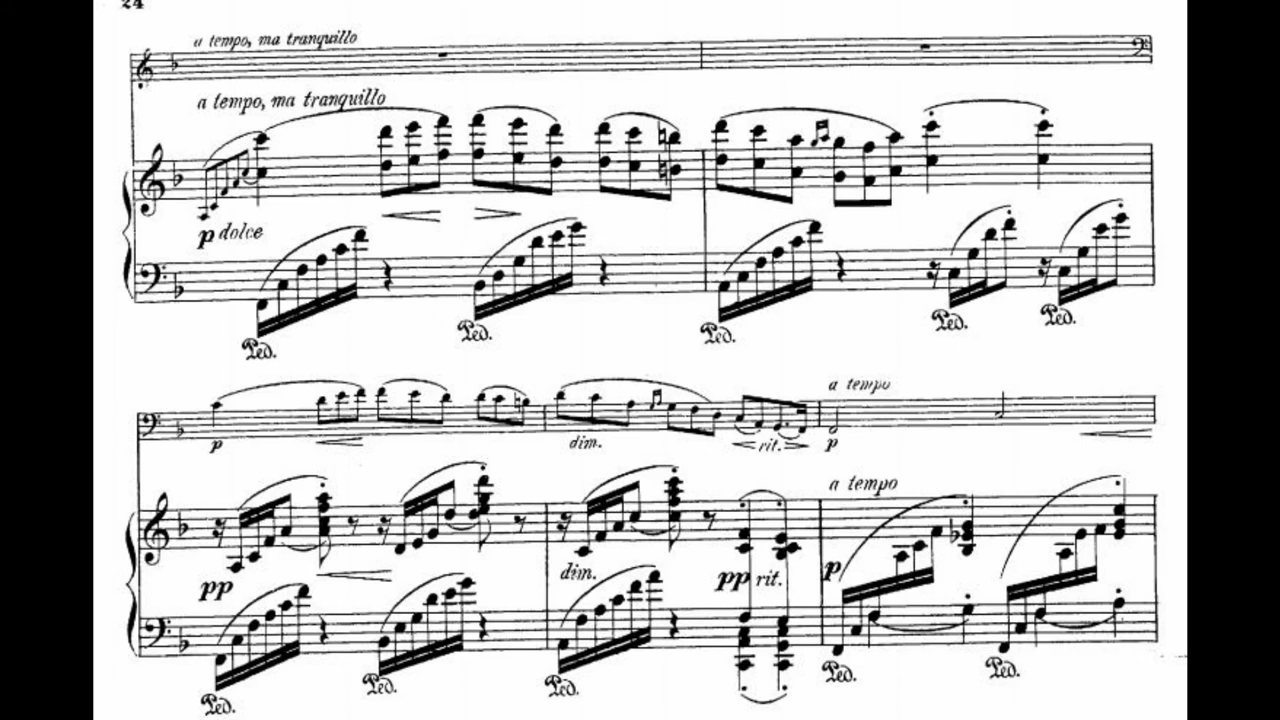 24
a tempo, ma tranquillo
a tempo, ma tranquillo
p dolce
Ped. Ped. Ped. Ped. Ped.
a tempo
p dim. rit. p
a tempo
pp dim. pp rit. p
Ped. Ped. Ped. Ped. Ped.